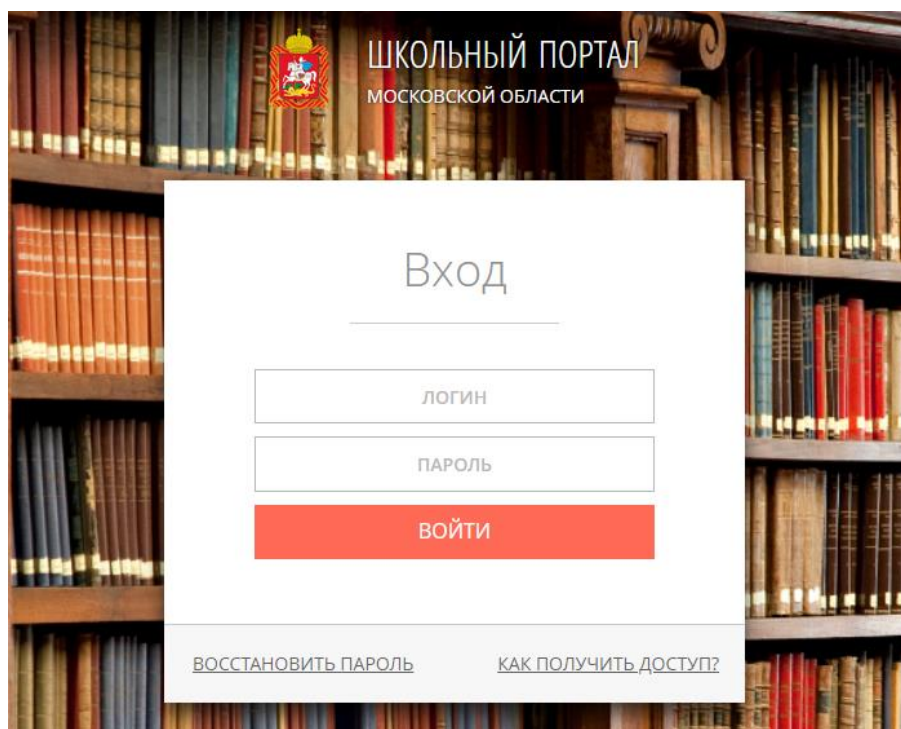 ШКОЛЬНЫЙ ПОРТАЛ
МОСКОВСКОЙ ОБЛАСТИ
Вход
ЛОГИН
ПАРОЛЬ
ВОЙТИ
ВОССТАНОВИТЬ ПАРОЛЬ
КАК ПОЛУЧИТЬ ДОСТУП?